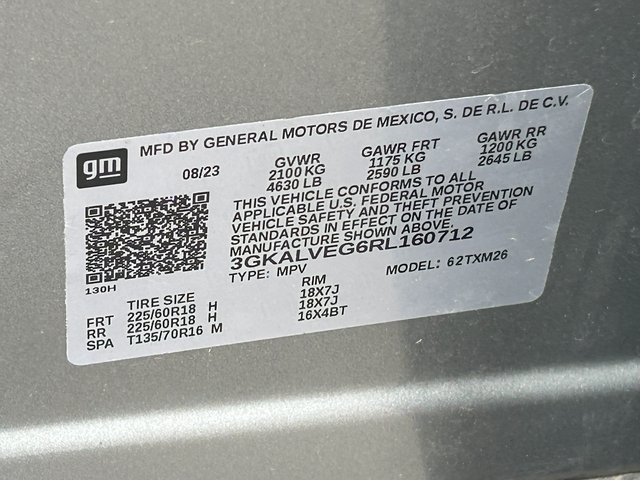 gm
MFD BY GENERAL MOTORS DE MEXICO, S. DE R.L. DE C.V.
08/23
GVWR GAWR FRT GAWR RR
2100 KG 1175 KG 1200 KG
4630 LB 2590 LB 2645 LB
THIS VEHICLE CONFORMS TO ALL
APPLICABLE U.S. FEDERAL MOTOR
VEHICLE SAFETY AND THEFT PREVENTION
STANDARDS IN EFFECT ON THE DATE OF
MANUFACTURE SHOWN ABOVE.
3GKALVEG6RL160712
TYPE: MPV MODEL: 62TXM26
130H
TIRE SIZE RIM
FRT 225/60R18 H 18X7J
RR 225/60R18 H 18X7J
SPA T135/70R16 M 16X4BT